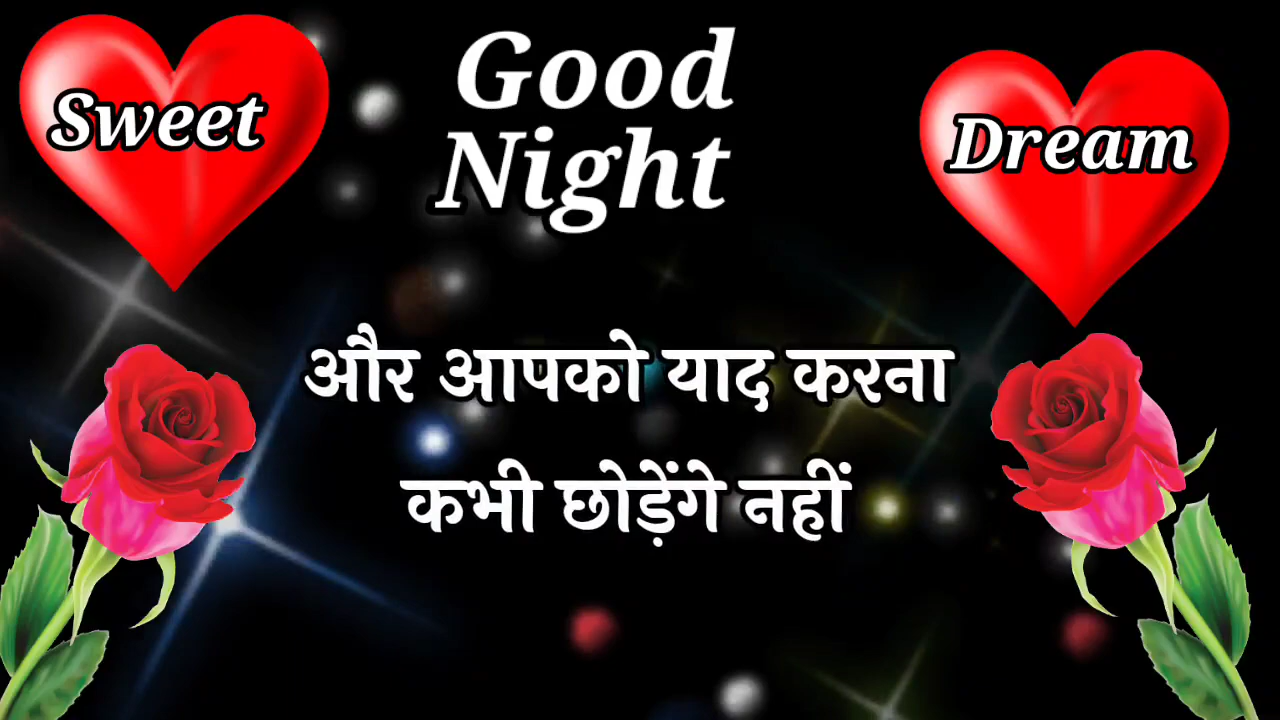 Good
Night
Sweet
Dream
और आपको याद करना
कभी छोड़ेंगे नहीं